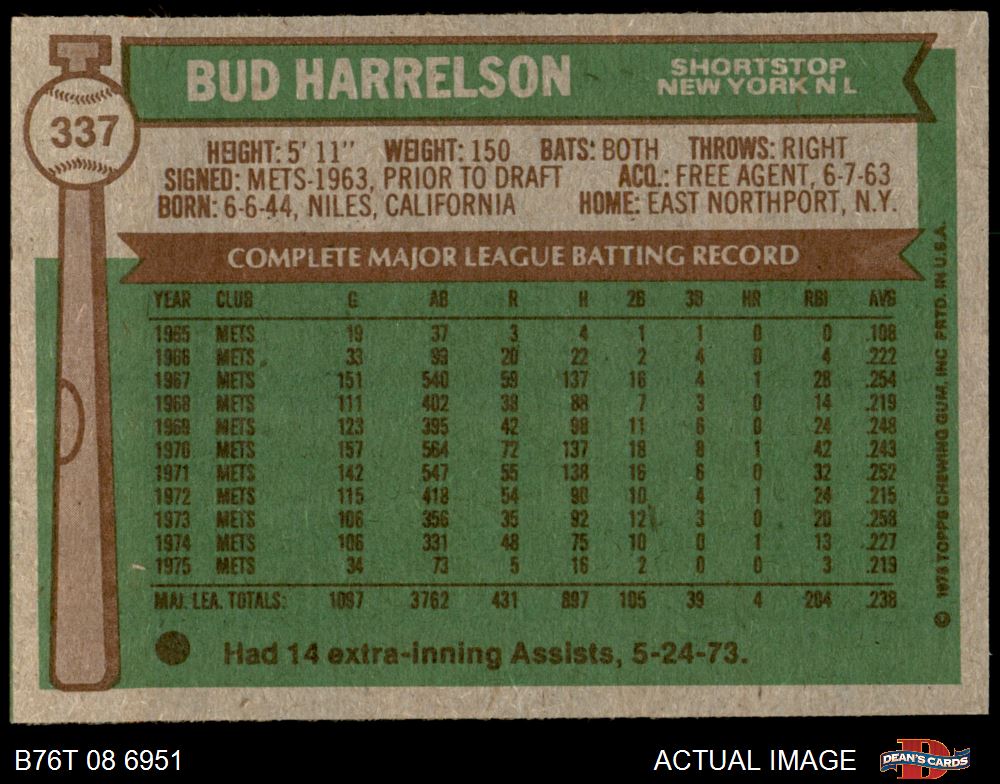 BUD HARRELSON
SHORTSTOP
NEW YORK N L
337
HEIGHT: 5' 11" WEIGHT: 150 BATS: BOTH THROWS: RIGHT
SIGNED: METS-1963, PRIOR TO DRAFT ACQ.: FREE AGENT, 6-7-63
BORN: 6-6-44, NILES, CALIFORNIA HOME: EAST NORTHPORT, N.Y.
COMPLETE MAJOR LEAGUE BATTING RECORD
YEAR CLUB G AB R H 2B 3B HR RBI AVG
1965 METS 19 37 3 4 1 1 0 0 .108
1966 METS 33 99 20 22 2 4 0 4 .222
1967 METS 151 540 59 137 16 4 1 28 .254
1968 METS 111 402 38 88 7 3 0 14 .219
1969 METS 123 395 42 98 11 6 0 24 .248
1970 METS 157 564 72 137 18 8 1 42 .243
1971 METS 142 547 55 138 16 6 0 32 .252
1972 METS 115 418 54 90 10 4 1 24 .215
1973 METS 106 356 35 92 12 3 0 20 .258
1974 METS 106 331 48 75 10 0 1 13 .227
1975 METS 34 73 5 16 2 0 0 3 .219
MAJ. LEA. TOTALS: 1097 3762 431 897 105 39 4 204 .238
Had 14 extra-inning Assists, 5-24-73.
© 1976 TOPPS CHEWING GUM, INC PRTD. IN U.S.A.
B76T 08 6951
ACTUAL IMAGE
D
DEAN'S CARDS